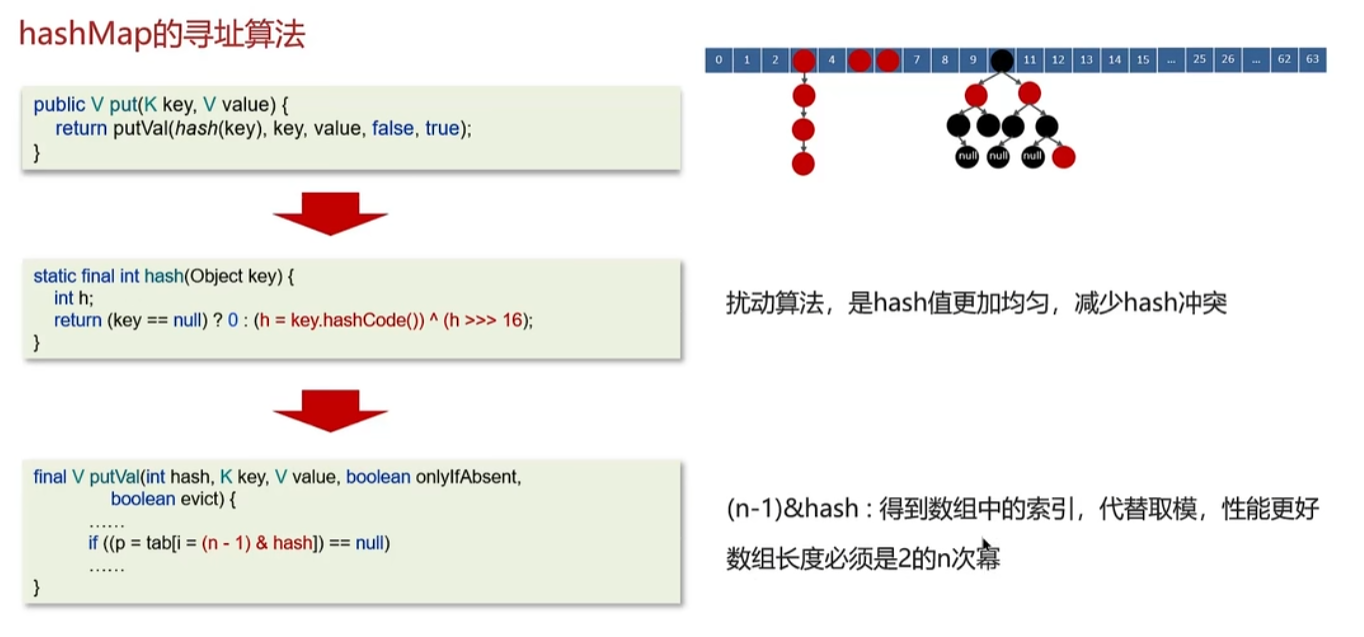 hashMap的寻址算法
0 1 2 4 7 8 9 11 12 13 14 15 ... 25 26 ... 62 63
null null null
public V put(K key, V value) {
return putVal(hash(key), key, value, false, true);
}
static final int hash(Object key) {
int h;
return (key == null) ? 0 : (h = key.hashCode()) ^ (h >>> 16);
}
扰动算法，是hash值更加均匀，减少hash冲突
final V putVal(int hash, K key, V value, boolean onlyIfAbsent,
boolean evict) {
......
if ((p = tab[i = (n - 1) & hash]) == null)
......
}
(n-1)&hash : 得到数组中的索引，代替取模，性能更好
数组长度必须是2的n次幂